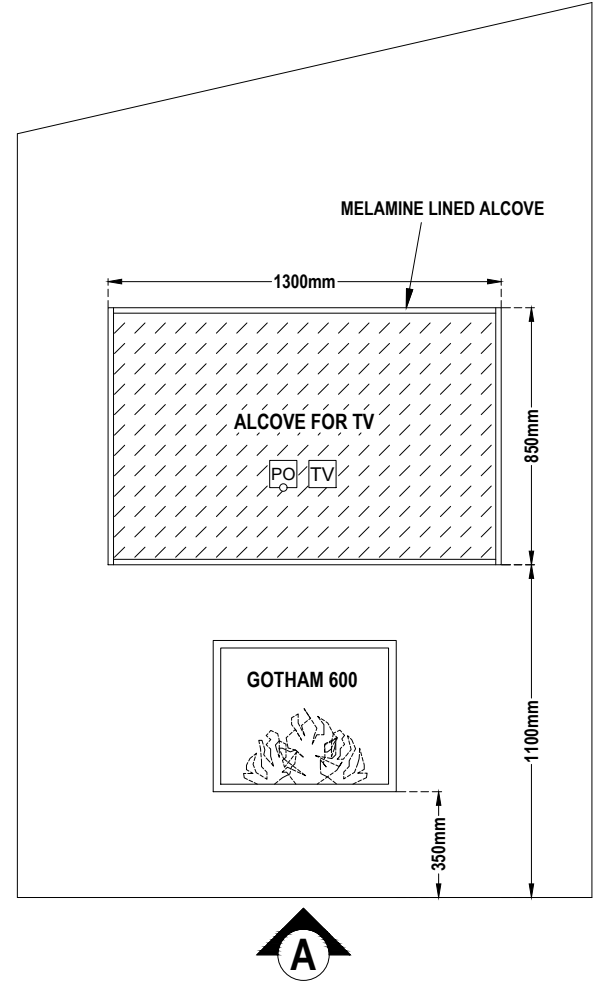 MELAMINE LINED ALCOVE
1300mm
ALCOVE FOR TV
PO TV
850mm
GOTHAM 600
1100mm
350mm
A